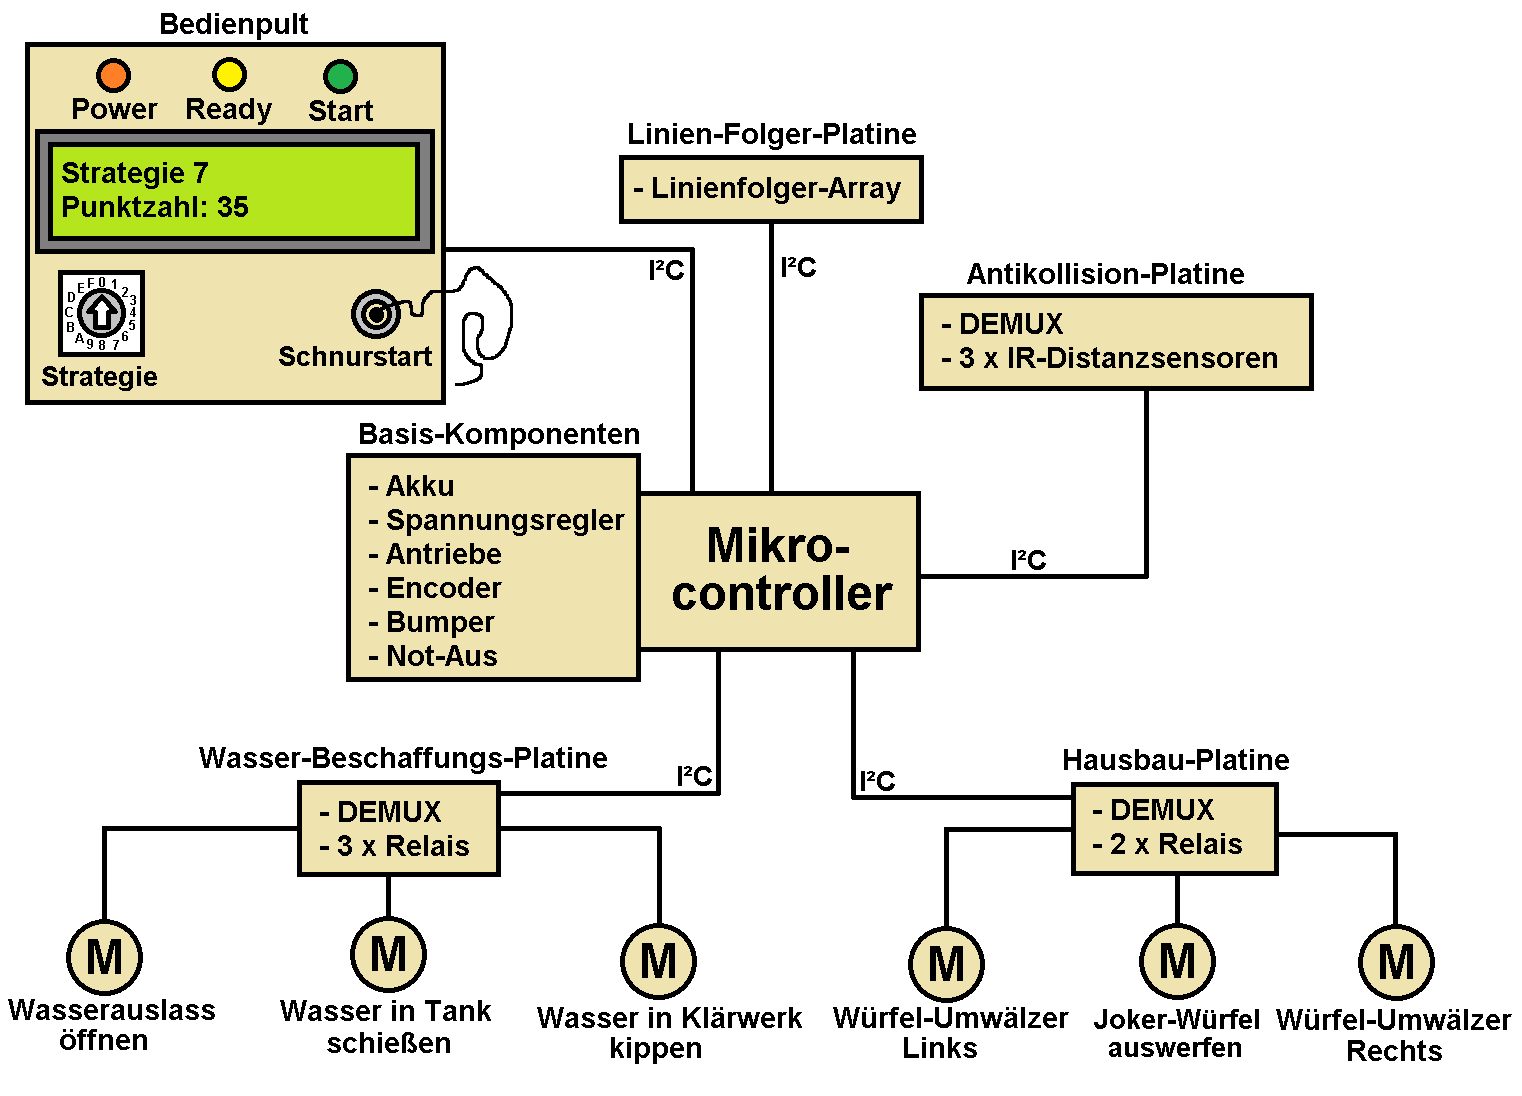 Bedienpult
Power Ready Start
Strategie 7
Punktzahl: 35
F 0 1 2 3 4 5 6 7 8 9 A B C D E
Strategie
Schnurstart
I²C
Linien-Folger-Platine
- Linienfolger-Array
I²C
Antikollision-Platine
- DEMUX
- 3 x IR-Distanzsensoren
I²C
Basis-Komponenten
- Akku
- Spannungsregler
- Antriebe
- Encoder
- Bumper
- Not-Aus
Mikro-
controller
Wasser-Beschaffungs-Platine
I²C
- DEMUX
- 3 x Relais
M
Wasserauslass
öffnen
M
Wasser in Tank
schießen
M
Wasser in Klärwerk
kippen
Hausbau-Platine
I²C
- DEMUX
- 2 x Relais
M
Würfel-Umwälzer
Links
M
Joker-Würfel
auswerfen
M
Würfel-Umwälzer
Rechts